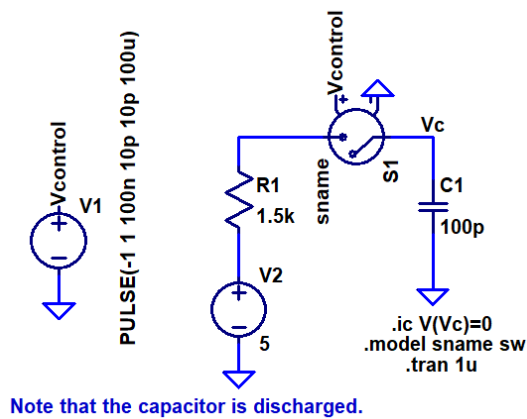 Vcontrol
V1
PULSE(-1 1 100n 10p 10p 100u)
Vcontrol
+
-
S1
sname
Vc
R1
1.5k
C1
100p
V2
5
.ic V(Vc)=0
.model sname sw
.tran 1u
Note that the capacitor is discharged.